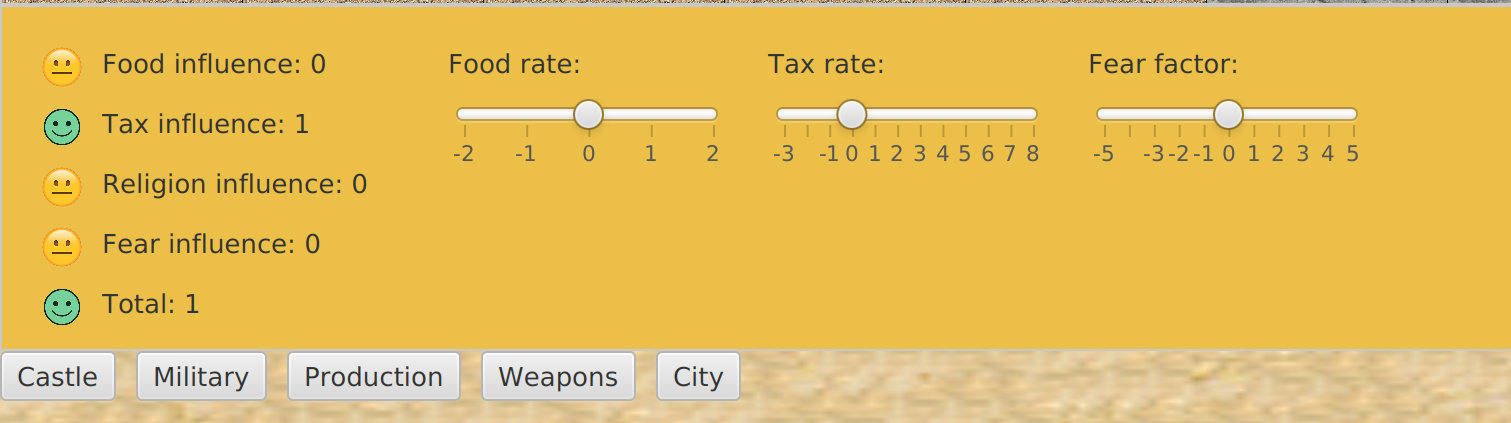 Food influence: 0
Tax influence: 1
Religion influence: 0
Fear influence: 0
Total: 1
Food rate:
-2 -1 0 1 2
Tax rate:
-3 -1 0 1 2 3 4 5 6 7 8
Fear factor:
-5 -3 -2 -1 0 1 2 3 4 5
Castle Military Production Weapons City